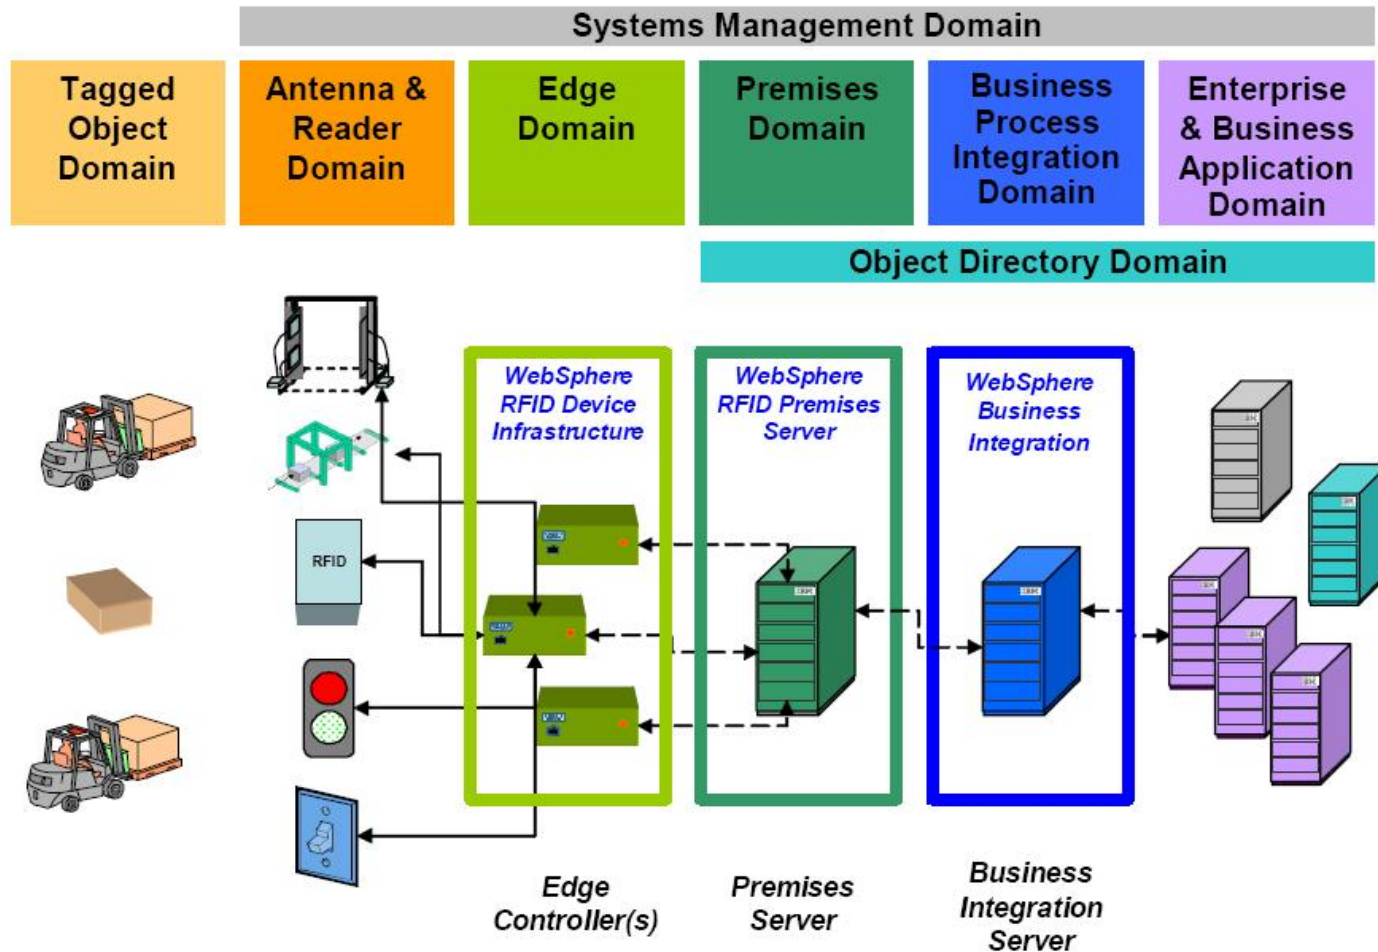 Systems Management Domain
Tagged
Object
Domain
Antenna &
Reader
Domain
Edge
Domain
Premises
Domain
Business
Process
Integration
Domain
Enterprise
& Business
Application
Domain
Object Directory Domain
WebSphere
RFID Device
Infrastructure
WebSphere
RFID Premises
Server
WebSphere
Business
Integration
RFID
Edge
Controller(s)
Premises
Server
Business
Integration
Server